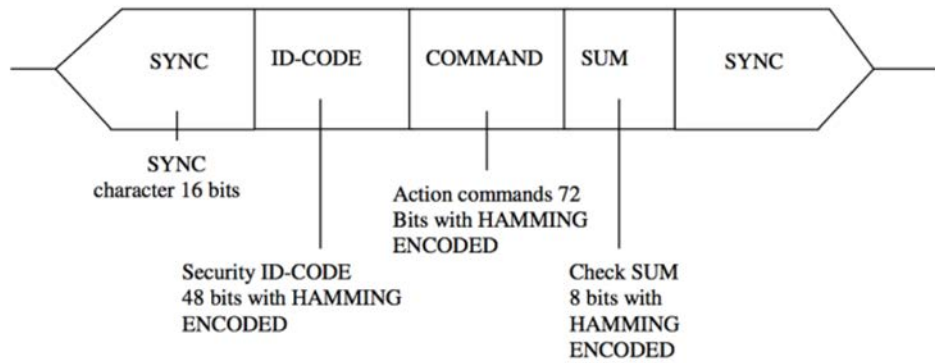 SYNC
ID-CODE
COMMAND
SUM
SYNC
SYNC
character 16 bits
Action commands 72
Bits with HAMMING
ENCODED
Security ID-CODE
48 bits with HAMMING
ENCODED
Check SUM
8 bits with
HAMMING
ENCODED